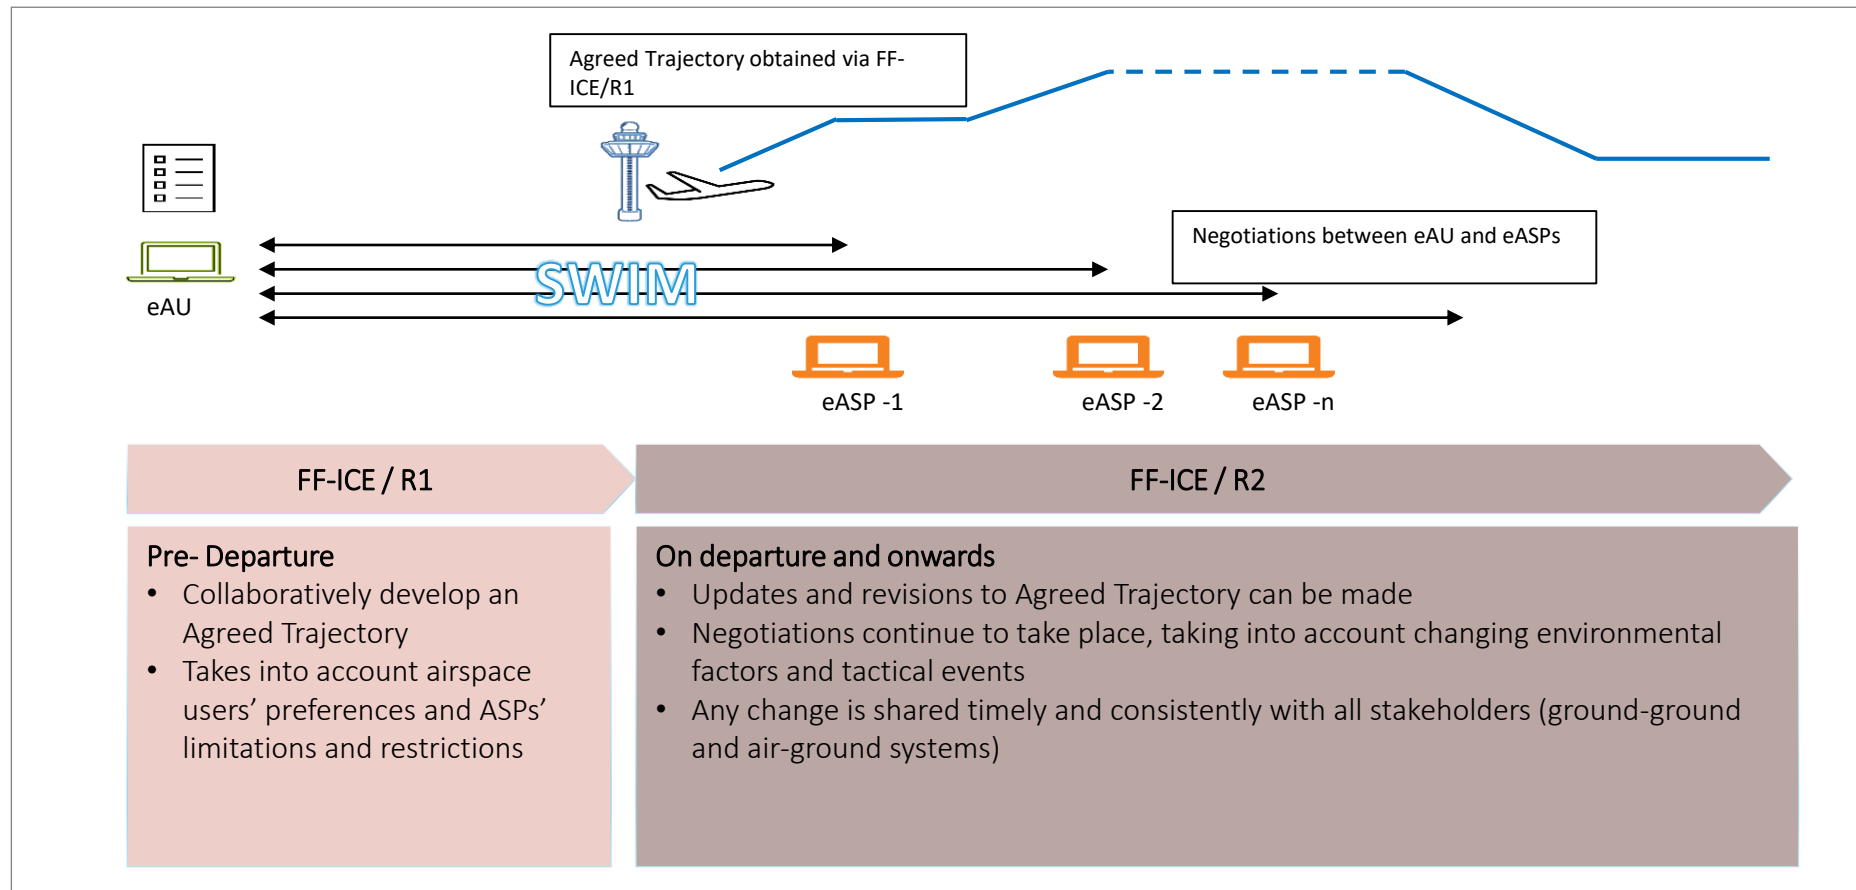 Agreed Trajectory obtained via FF-
ICE/R1
Negotiations between eAU and eASPs
SWIM
eAU
eASP -1
eASP -2
eASP -n
FF-ICE / R1
FF-ICE / R2
Pre- Departure
• Collaboratively develop an
Agreed Trajectory
• Takes into account airspace
users’ preferences and ASPs’
limitations and restrictions
On departure and onwards
• Updates and revisions to Agreed Trajectory can be made
• Negotiations continue to take place, taking into account changing environmental
factors and tactical events
• Any change is shared timely and consistently with all stakeholders (ground-ground
and air-ground systems)